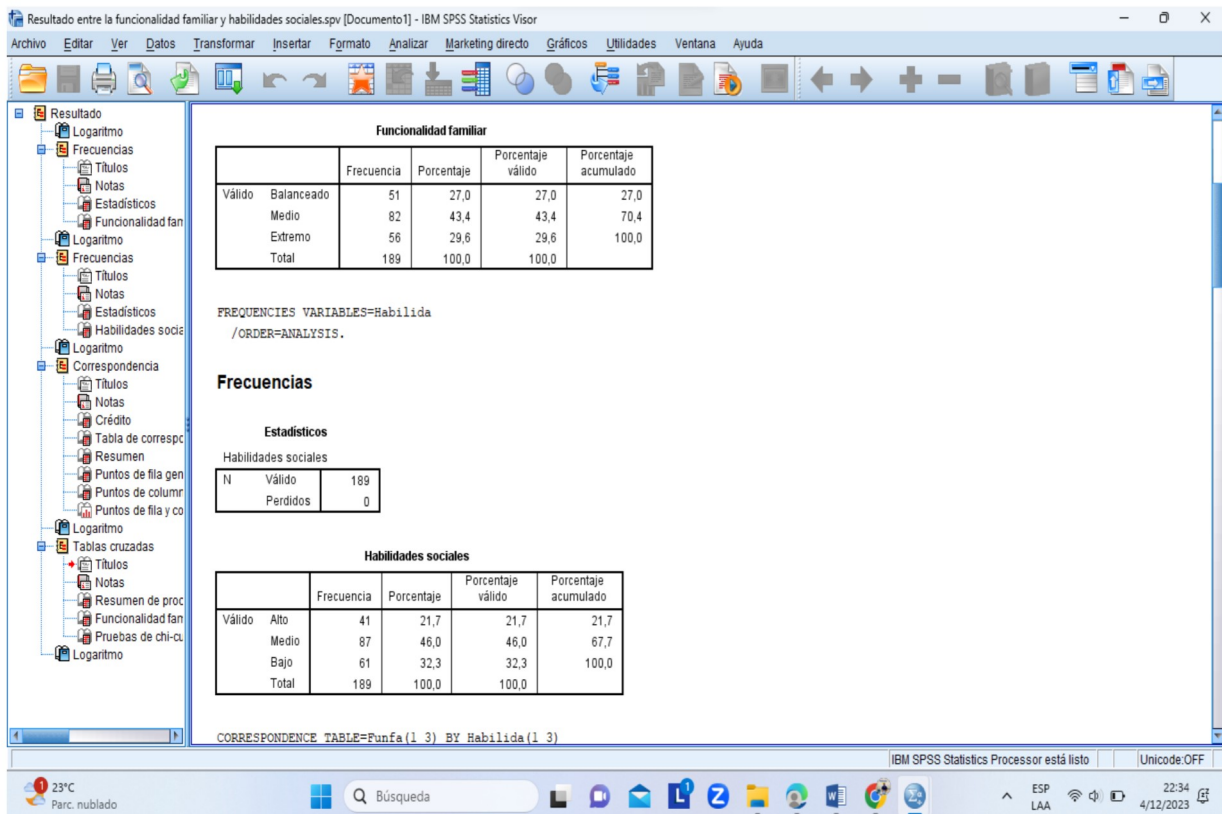 Resultado entre la funcionalidad familiar y habilidades sociales.spv [Documento1] - IBM SPSS Statistics Visor
Archivo Editar Ver Datos Transformar Insertar Formato Analizar Marketing directo Gráficos Utilidades Ventana Ayuda
Resultado
Logaritmo
Frecuencias
Títulos
Notas
Estadísticos
Funcionalidad fam
Logaritmo
Frecuencias
Títulos
Notas
Estadísticos
Habilidades socia
Logaritmo
Correspondencia
Títulos
Notas
Crédito
Tabla de correspo
Resumen
Puntos de fila gen
Puntos de column
Puntos de fila y co
Logaritmo
Tablas cruzadas
Títulos
Notas
Resumen de proc
Funcionalidad fam
Pruebas de chi-cu
Logaritmo
Funcionalidad familiar
Frecuencia Porcentaje Porcentaje válido Porcentaje acumulado
Válido Balanceado 51 27,0 27,0 27,0
Medio 82 43,4 43,4 70,4
Extremo 56 29,6 29,6 100,0
Total 189 100,0 100,0
FREQUENCIES VARIABLES=Habilida
/ORDER=ANALYSIS.
Frecuencias
Estadísticos
Habilidades sociales
N Válido 189
Perdidos 0
Habilidades sociales
Frecuencia Porcentaje Porcentaje válido Porcentaje acumulado
Válido Alto 41 21,7 21,7 21,7
Medio 87 46,0 46,0 67,7
Bajo 61 32,3 32,3 100,0
Total 189 100,0 100,0
CORRESPONDENCE TABLE=Funfa(1 3) BY Habilida(1 3)
IBM SPSS Statistics Processor está listo Unicode:OFF
1 23°C
Parc. nublado
Búsqueda
ESP
LAA
22:34
4/12/2023